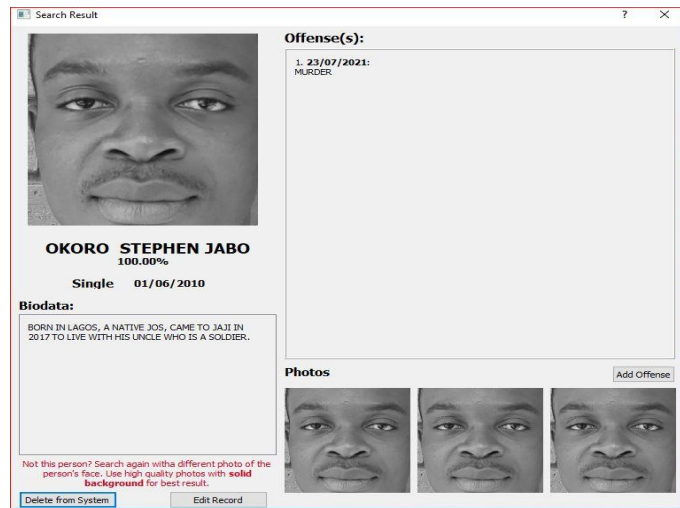 Search Result
Offense(s):
1. 23/07/2021:
MURDER
OKORO STEPHEN JABO
100.00%
Single 01/06/2010
Biodata:
BORN IN LAGOS, A NATIVE JOS, CAME TO JAJI IN
2017 TO LIVE WITH HIS UNCLE WHO IS A SOLDIER.
Photos
Add Offense
Not this person? Search again witha different photo of the
person's face. Use high quality photos with solid
background for best result.
Delete from System
Edit Record